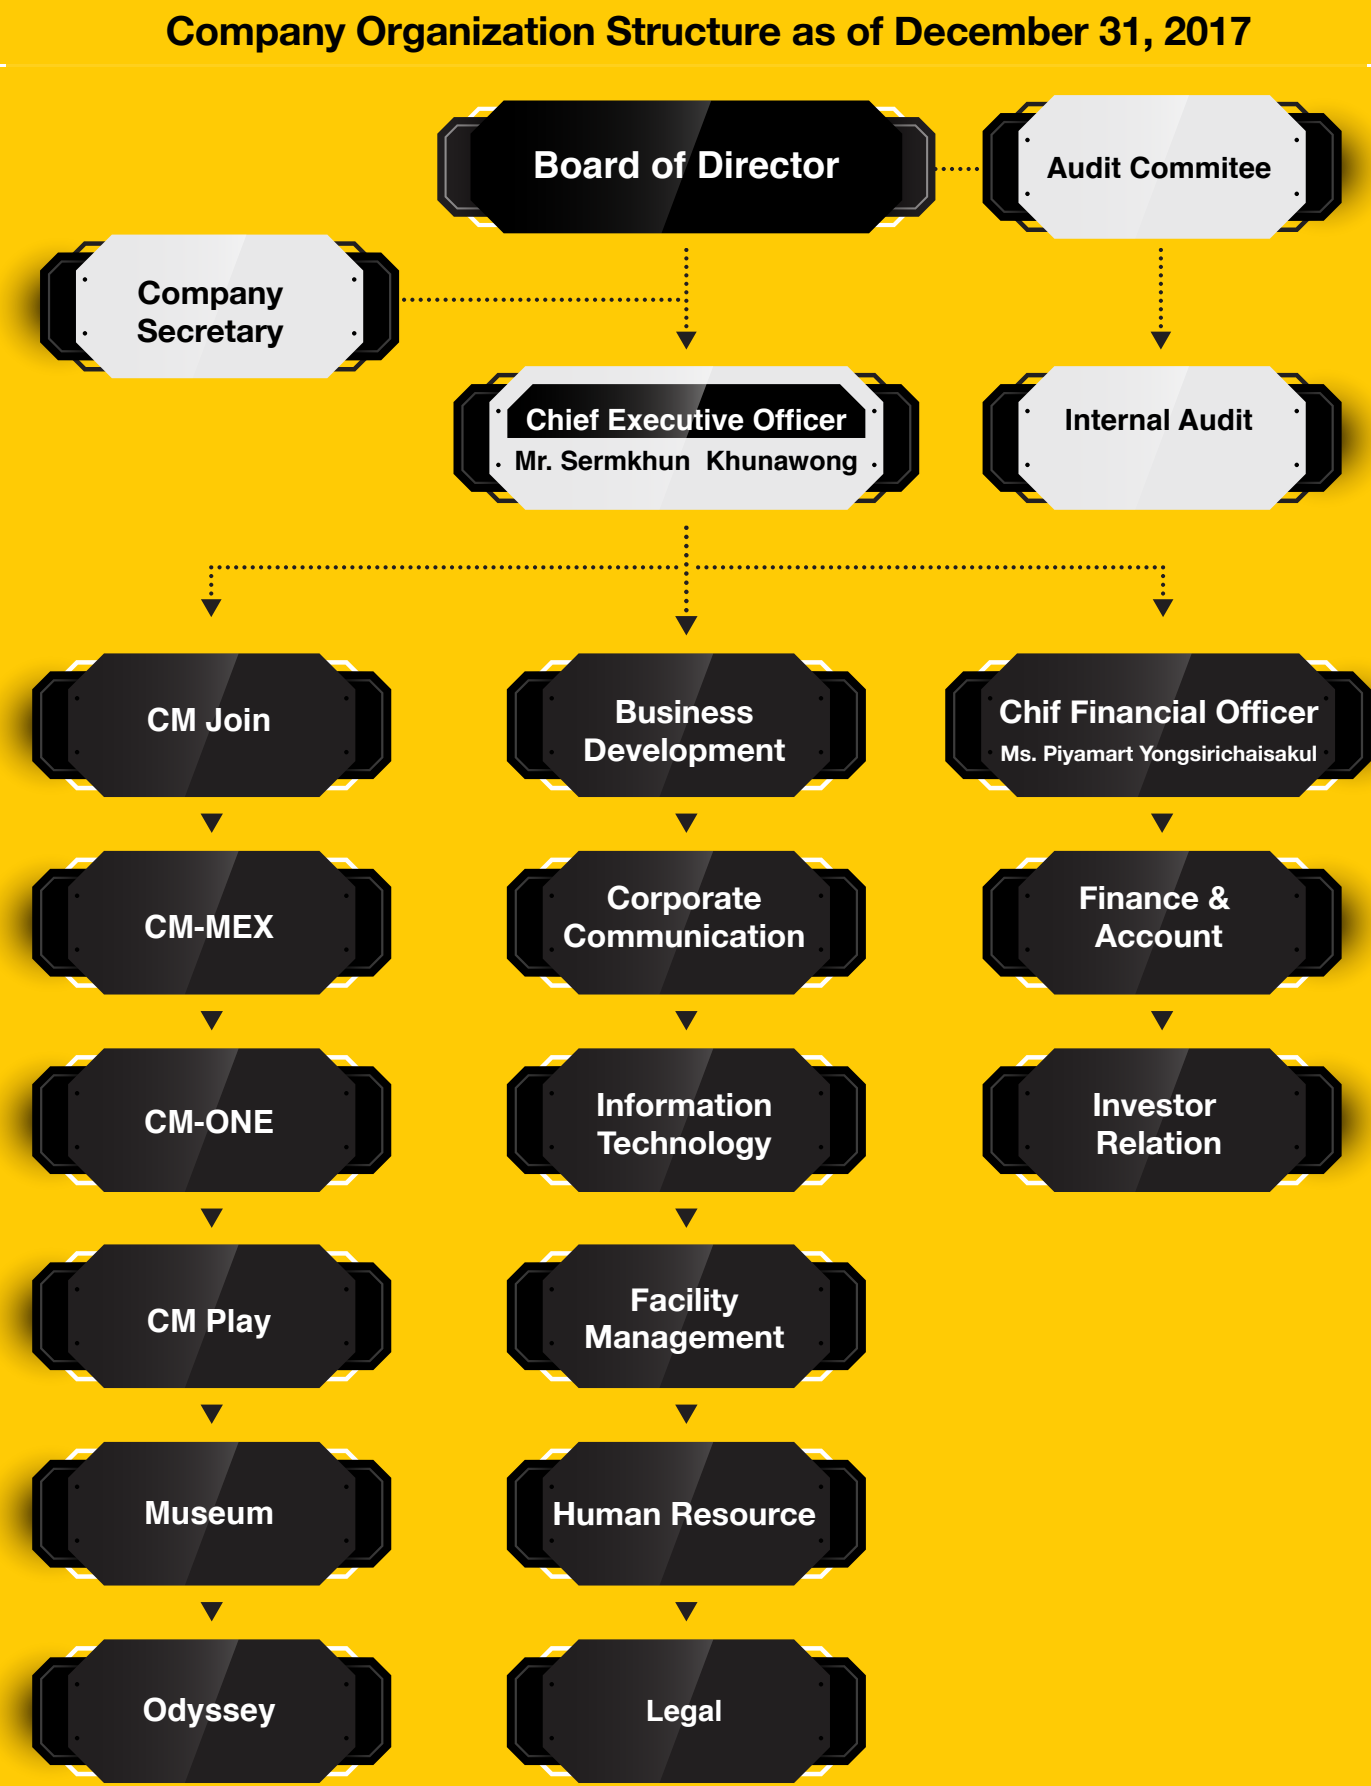 Company Organization Structure as of December 31, 2017
Board of Director
Audit Commitee
Company
Secretary
Chief Executive Officer
Mr. Sermkhun Khunawong
Internal Audit
CM Join
Business
Development
Chif Financial Officer
Ms. Piyamart Yongsirichaisakul
CM-MEX
Corporate
Communication
Finance &
Account
CM-ONE
Information
Technology
Investor
Relation
CM Play
Facility
Management
Museum
Human Resource
Odyssey
Legal